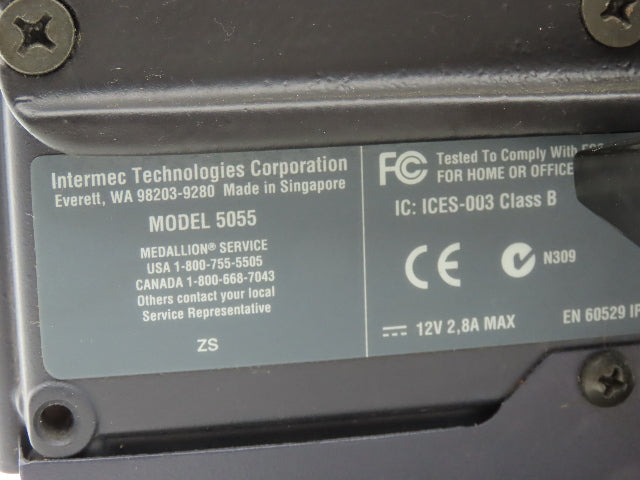 Intermec Technologies Corporation
Everett, WA 98203-9280 Made in Singapore
MODEL 5055
MEDALLION® SERVICE
USA 1-800-755-5505
CANADA 1-800-668-7043
Others contact your local
Service Representative
ZS
FC Tested To Comply With
FOR HOME OR OFFICE
IC: ICES-003 Class B
CE N309
12V 2,8A MAX
EN 60529